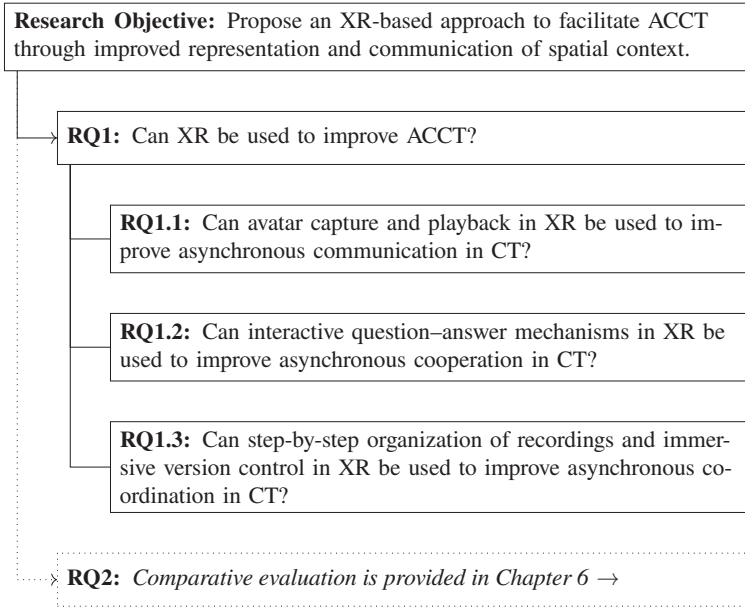 Research Objective: Propose an XR-based approach to facilitate ACCT
through improved representation and communication of spatial context.
RQ1: Can XR be used to improve ACCT?
RQ1.1: Can avatar capture and playback in XR be used to im-
prove asynchronous communication in CT?
RQ1.2: Can interactive question–answer mechanisms in XR be
used to improve asynchronous cooperation in CT?
RQ1.3: Can step-by-step organization of recordings and immer-
sive version control in XR be used to improve asynchronous co-
ordination in CT?
RQ2: Comparative evaluation is provided in Chapter 6 →